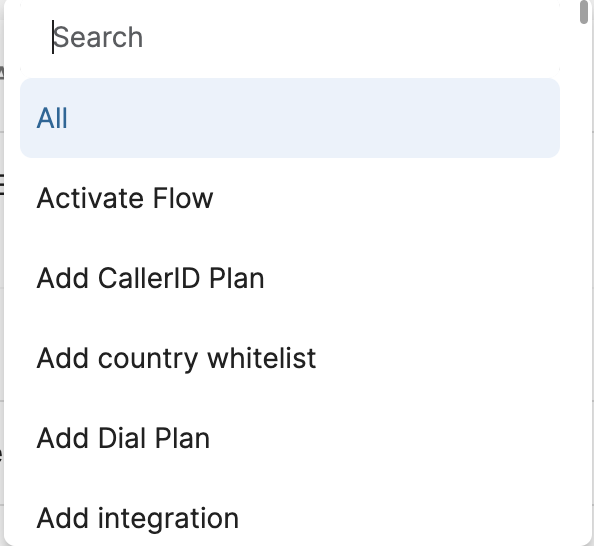 Search
All
Activate Flow
Add CallerID Plan
Add country whitelist
Add Dial Plan
Add integration